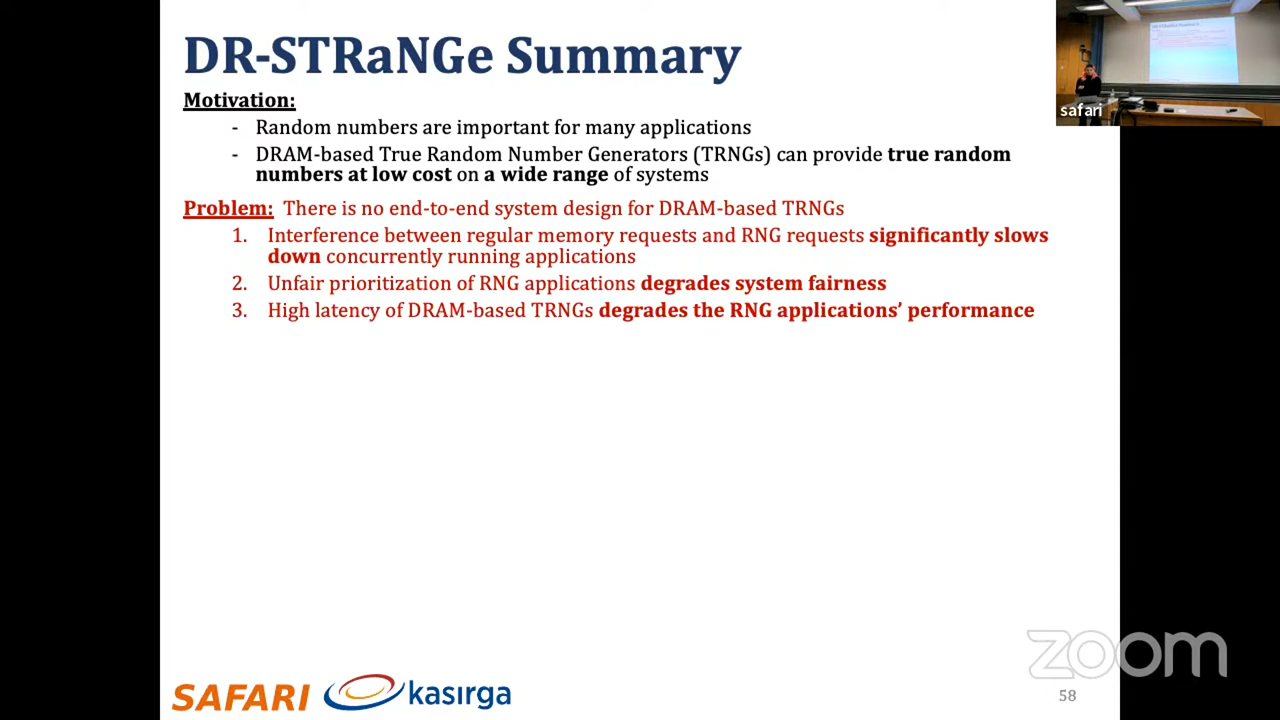 DR-STRaNGe Summary
Motivation:
- Random numbers are important for many applications
- DRAM-based True Random Number Generators (TRNGs) can provide true random
numbers at low cost on a wide range of systems
Problem: There is no end-to-end system design for DRAM-based TRNGs
1. Interference between regular memory requests and RNG requests significantly slows
down concurrently running applications
2. Unfair prioritization of RNG applications degrades system fairness
3. High latency of DRAM-based TRNGs degrades the RNG applications’ performance
safari
zoom
SAFARI
kasırga
58